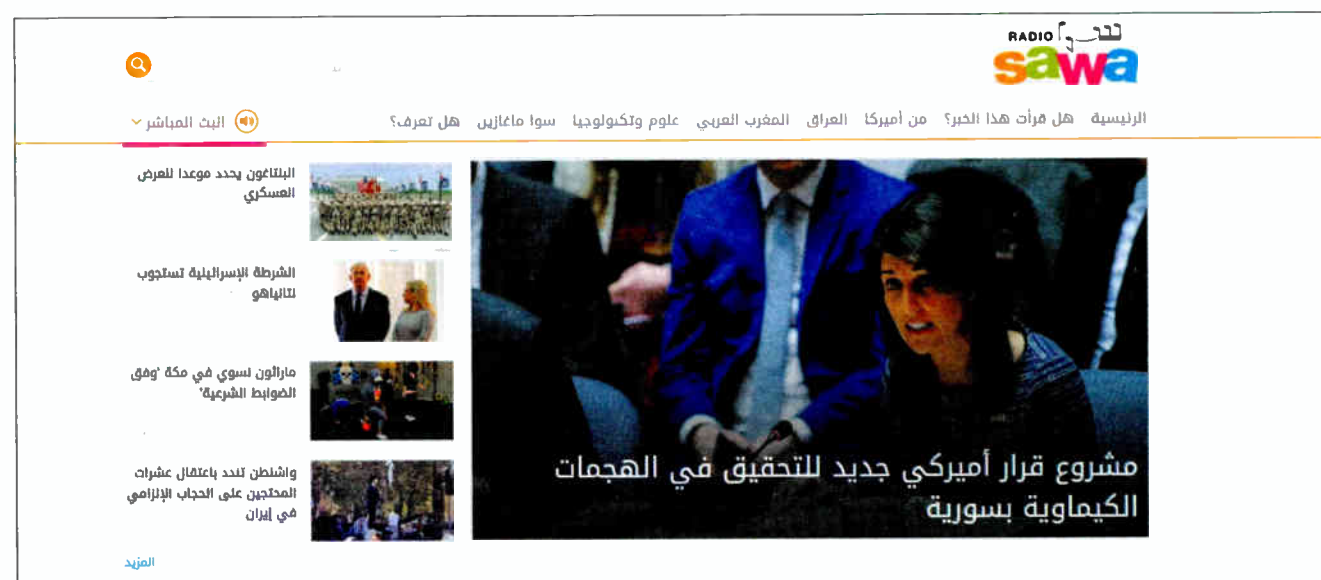 RADIO سوا
sawa
الرئيسية هل قرأت هذا الخبر؟ من أميركا العراق المغرب العربي علوم وتكنولوجيا سوا ماغازين هل تعرف؟ البث المباشر
مشروع قرار أميركي جديد للتحقيق في الهجمات
الكيماوية بسورية
البنتاغون يحدد موعدا للعرض
العسكري
الشرطة الإسرائيلية تستجوب
نتانياهو
ماراثون نسوي في مكة 'وفق
الضوابط الشرعية'
واشنطن تندد باعتقال عشرات
المحتجين على الحجاب الإلزامي
في إيران
المزيد